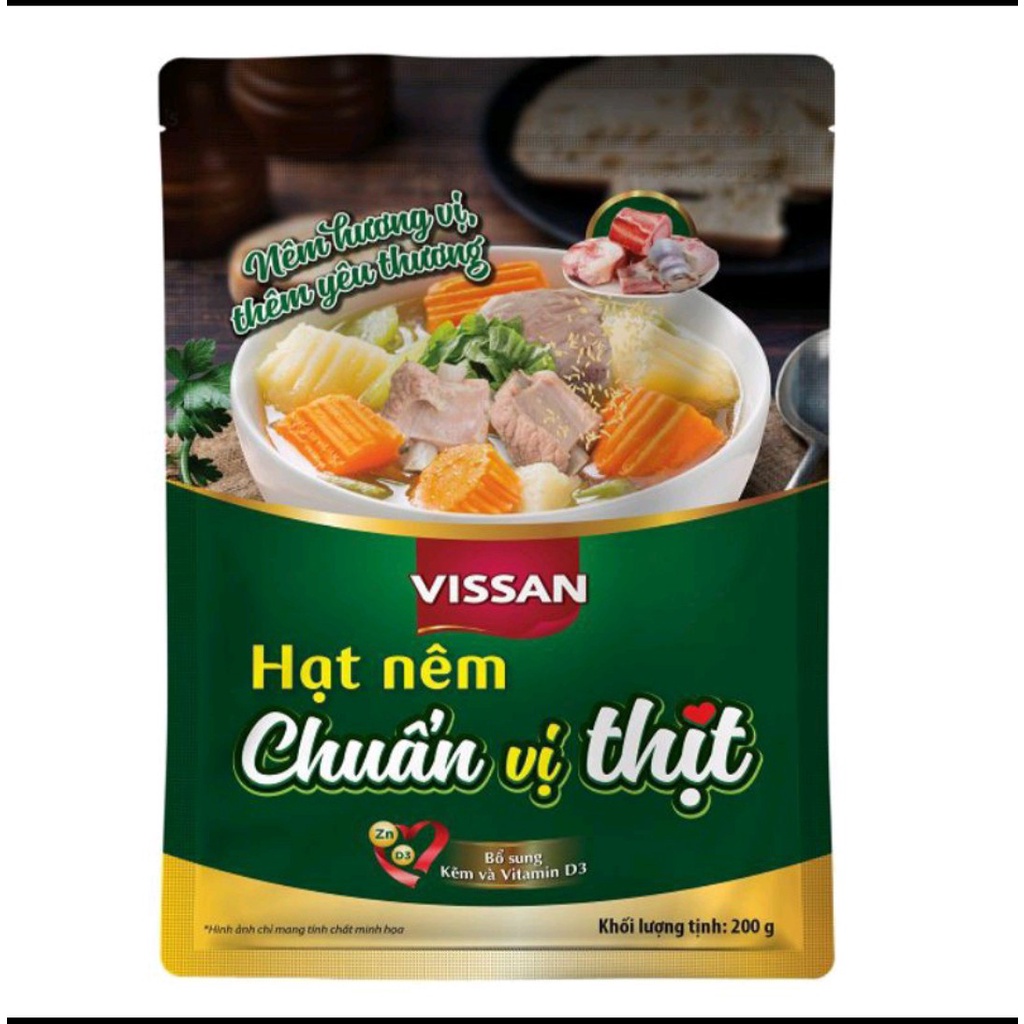 Nêm hương vị,
thêm yêu thương
VISSAN
Hạt nêm
Chuẩn vị thịt
Zn
D3
Bổ sung
Kẽm và Vitamin D3
*Hình ảnh chỉ mang tính chất minh họa
Khối lượng tịnh: 200 g